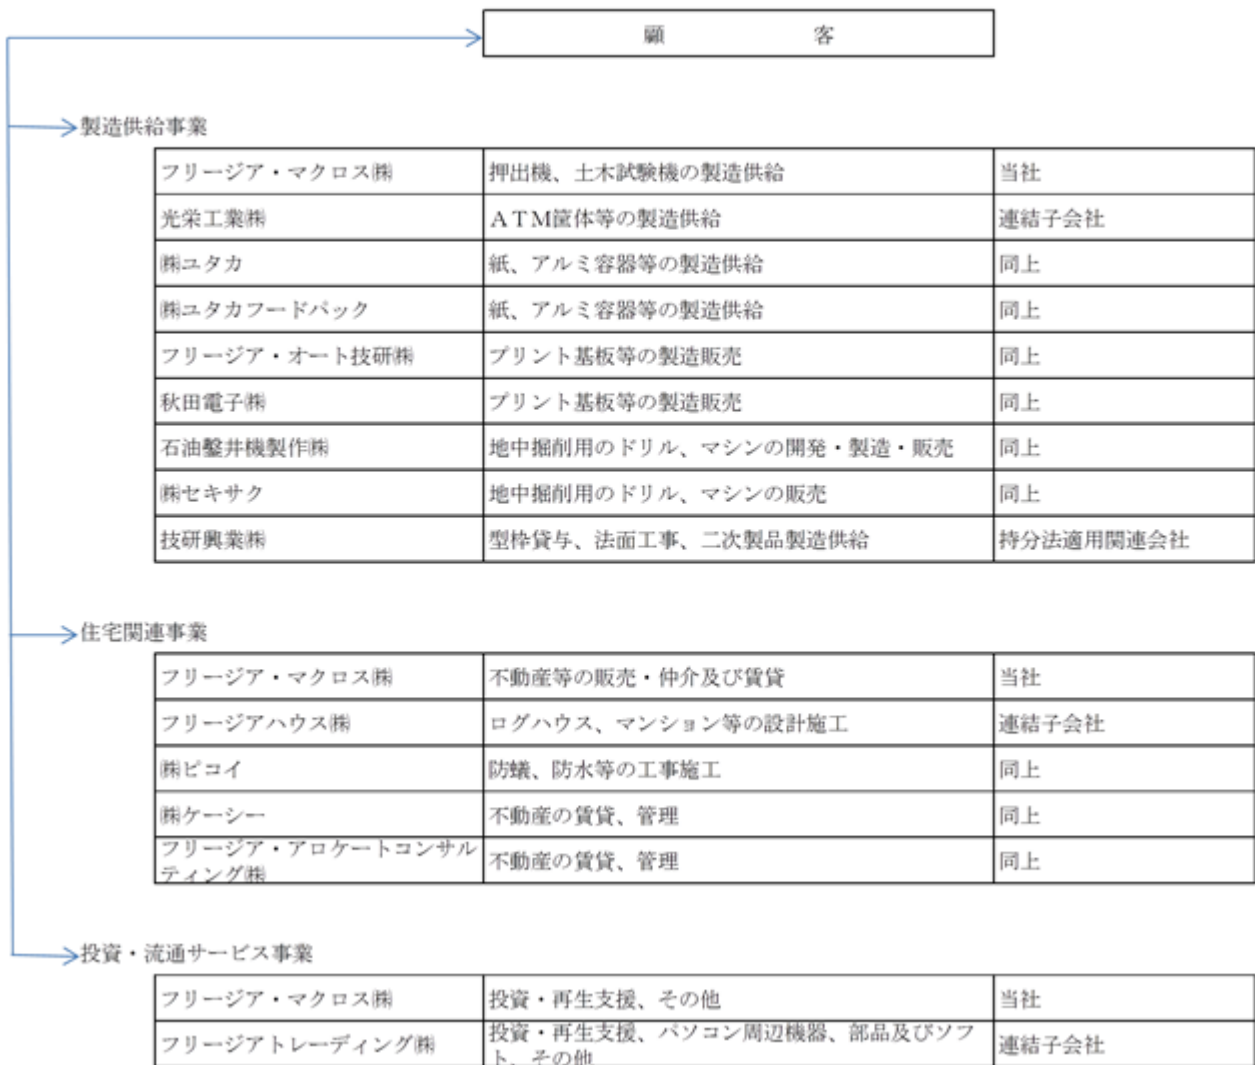 顧　　　客
製造供給事業
フリージア・マクロス㈱ 押出機、土木試験機の製造供給 当社
光栄工業㈱ ＡＴＭ筐体等の製造供給 連結子会社
㈱ユタカ 紙、アルミ容器等の製造供給 同上
㈱ユタカフードパック 紙、アルミ容器等の製造供給 同上
フリージア・オート技研㈱ プリント基板等の製造販売 同上
秋田電子㈱ プリント基板等の製造販売 同上
石油鑿井機製作㈱ 地中掘削用のドリル、マシンの開発・製造・販売 同上
㈱セキサク 地中掘削用のドリル、マシンの販売 同上
技研興業㈱ 型枠貸与、法面工事、二次製品製造供給 持分法適用関連会社
住宅関連事業
フリージア・マクロス㈱ 不動産等の販売・仲介及び賃貸 当社
フリージアハウス㈱ ログハウス、マンション等の設計施工 連結子会社
㈱ピコイ 防蟻、防水等の工事施工 同上
㈱ケーシー 不動産の賃貸、管理 同上
フリージア・アロケートコンサル
ティング㈱ 不動産の賃貸、管理 同上
投資・流通サービス事業
フリージア・マクロス㈱ 投資・再生支援、その他 当社
フリージアトレーディング㈱ 投資・再生支援、パソコン周辺機器、部品及びソフ
ト、その他 連結子会社